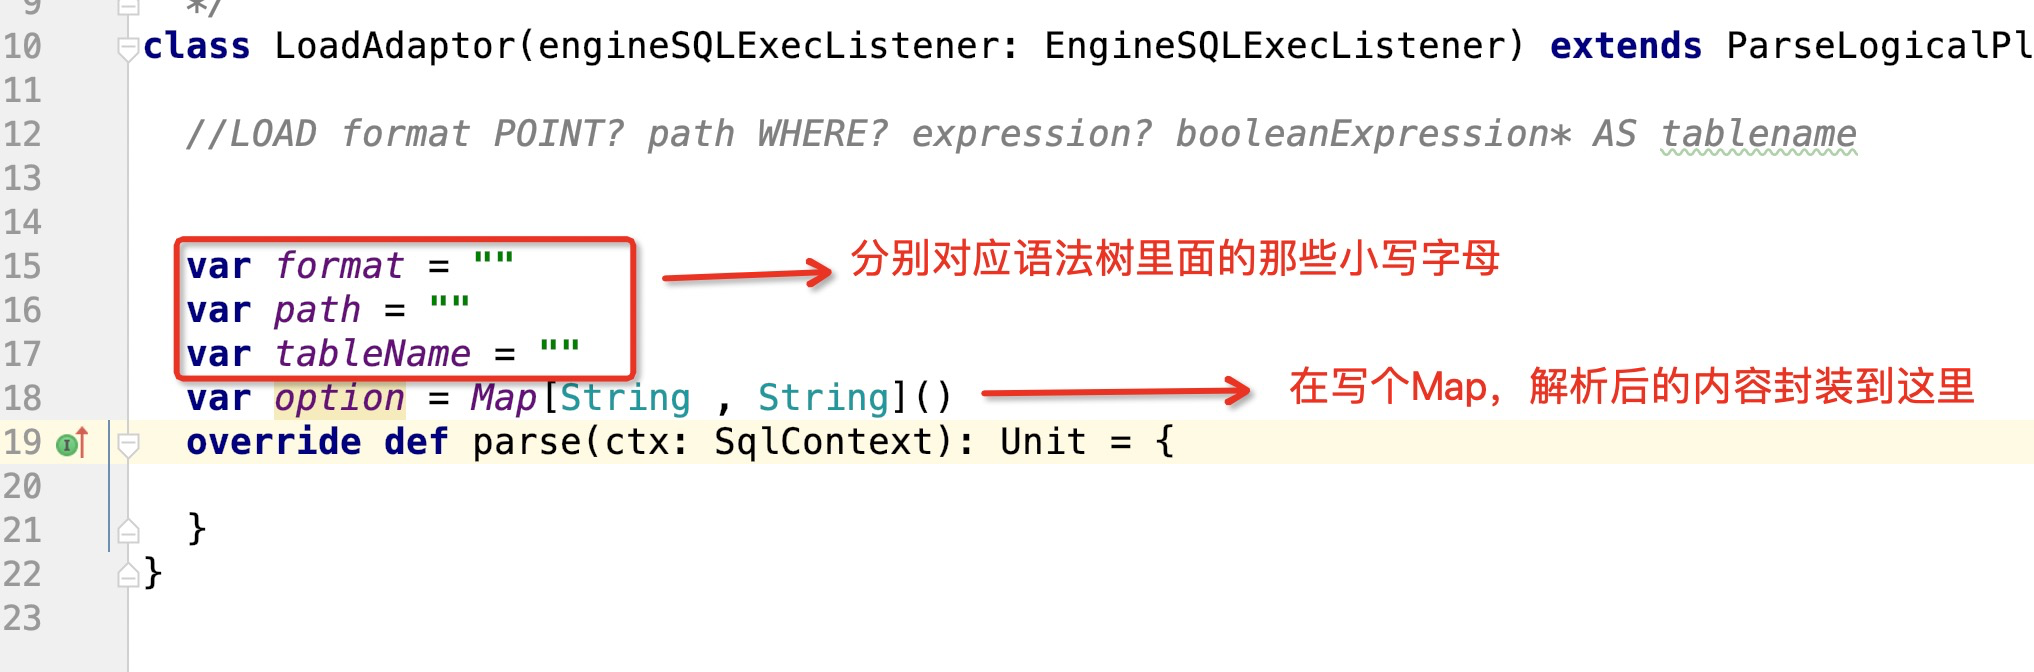 9 */
10 class LoadAdaptor(engineSQLExecListener: EngineSQLExecListener) extends ParseLogicalPl
11
12 //LOAD format POINT? path WHERE? expression? booleanExpression* AS tablename
13
14
15 var format = "" 分别对应语法树里面的那些小写字母
16 var path = ""
17 var tableName = ""
18 var option = Map[String , String]() 在写个Map，解析后的内容封装到这里
19 override def parse(ctx: SqlContext): Unit = {
20
21 }
22 }
23